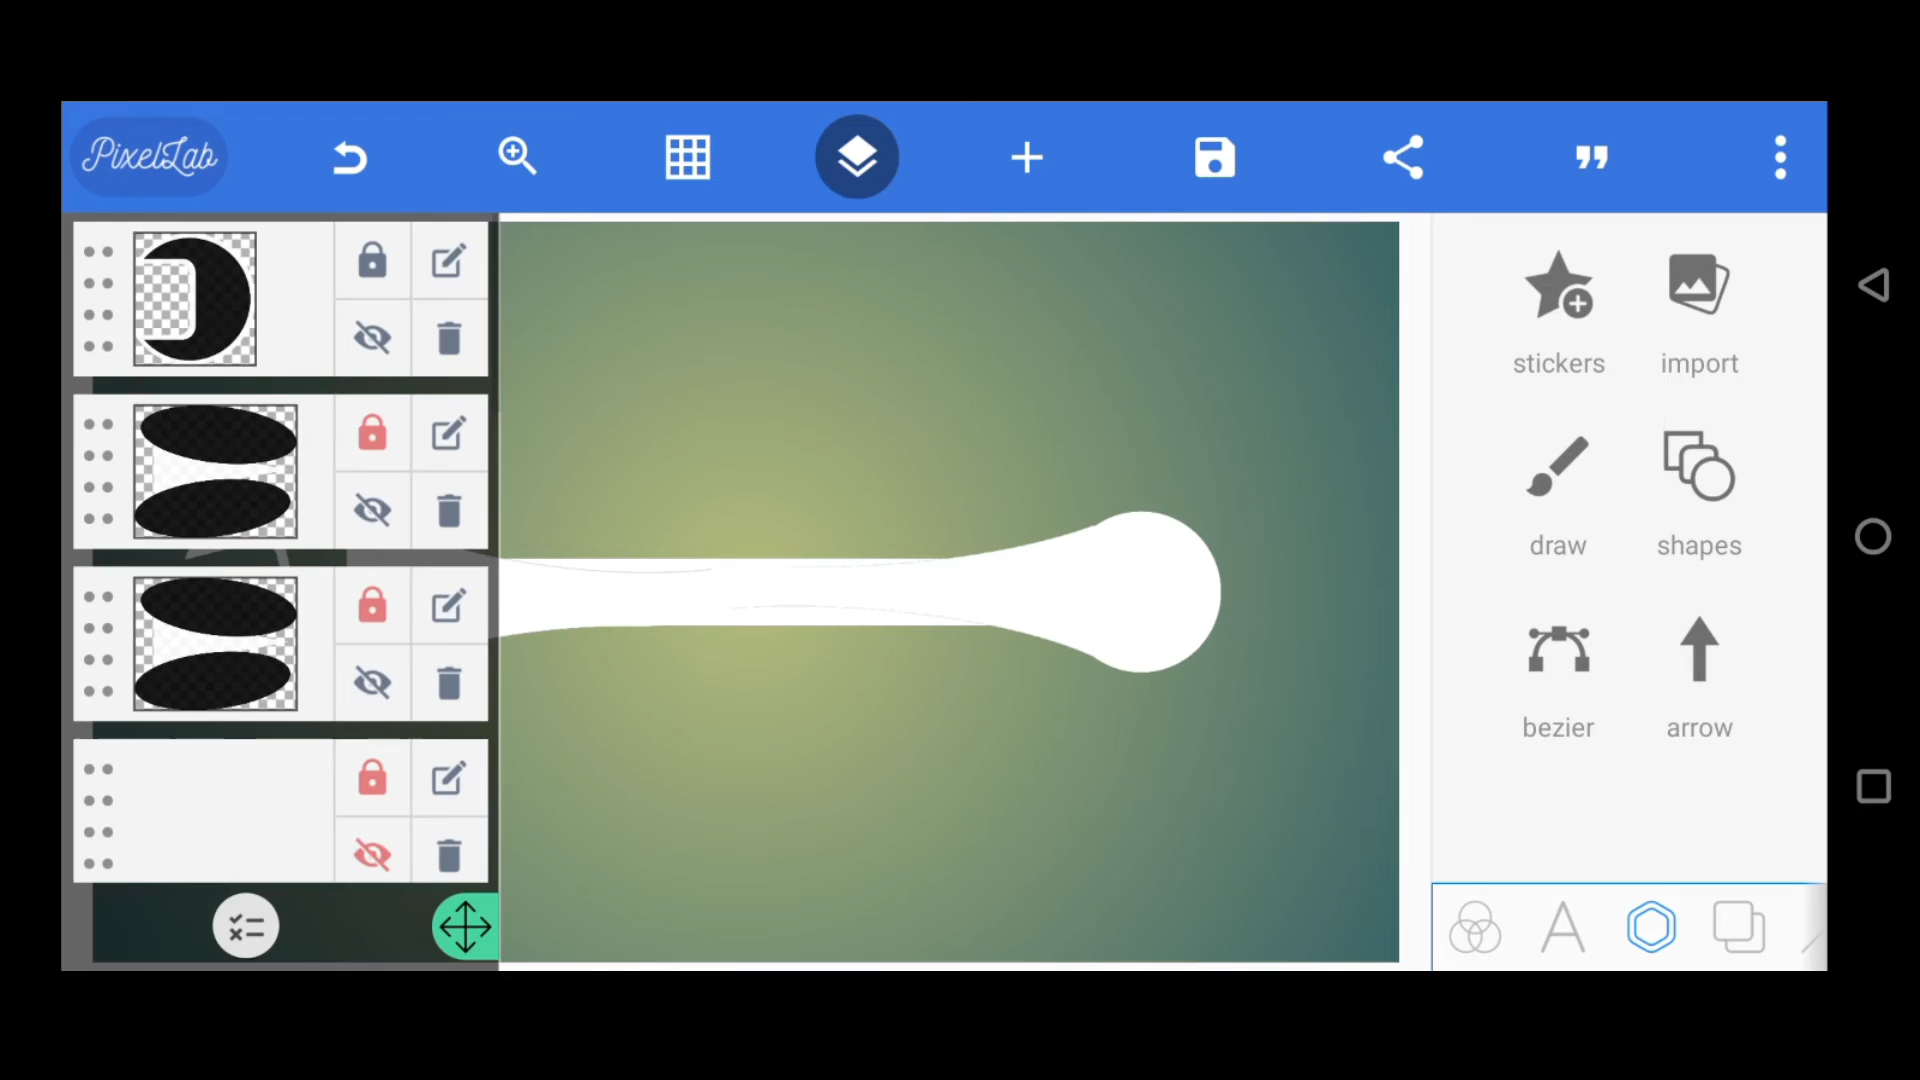 PixelLab
stickers
import
draw
shapes
bezier
arrow